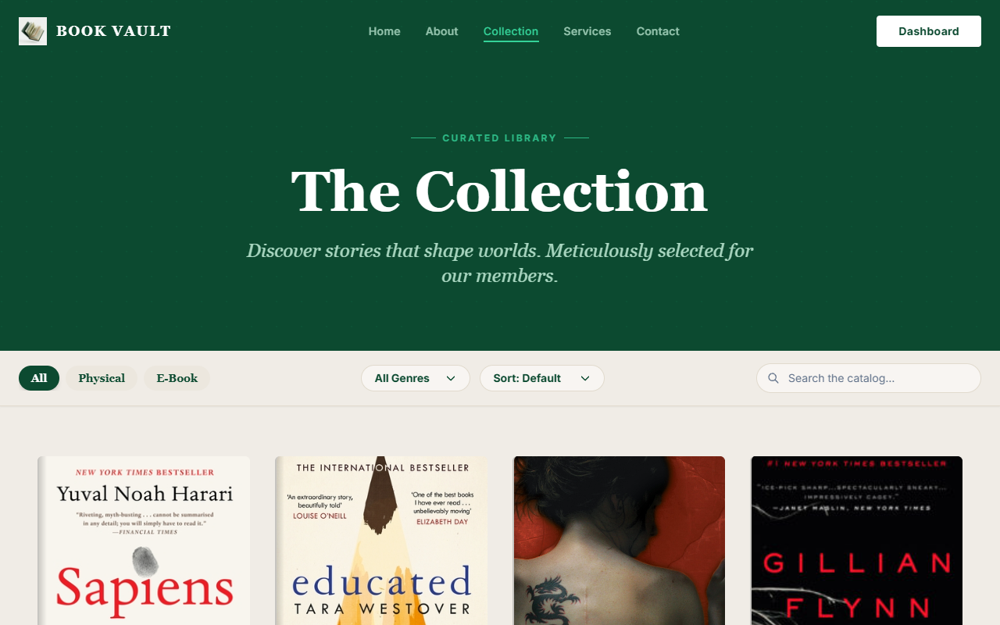 BOOK VAULT
Home
About
Collection
Services
Contact
Dashboard
CURATED LIBRARY
The Collection
Discover stories that shape worlds. Meticulously selected for
our members.
All
Physical
E-Book
All Genres
Sort: Default
Search the catalog...
NEW YORK TIMES BESTSELLER
Yuval Noah Harari
"Riveting, myth-busting . . . cannot be summarised
in any detail; you will simply have to read it."
—FINANCIAL TIMES
Sapiens
THE INTERNATIONAL BESTSELLER
'An extraordinary story,
beautifully told'
LOUISE O'NEILL
'One of the best books
I have ever read . . .
unbelievably moving'
ELIZABETH DAY
educated
TARA WESTOVER
#1 NEW YORK TIMES BESTSELLER
"ICE-PICK SHARP...SPECTACULARLY SNEAKY...
IMPRESSIVELY CAGEY."
—JANET MASLIN, NEW YORK TIMES
GILLIAN
FLYNN